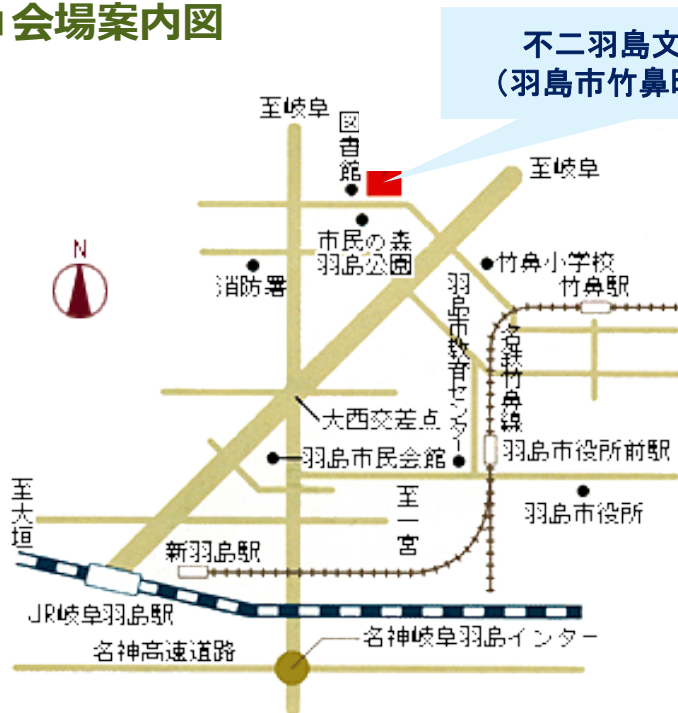 会場案内図
不二羽島文
（羽島市竹鼻
至岐阜
図書館
至岐阜
市民の森
羽島公園
消防署
N
竹鼻小学校
竹鼻駅
羽島市教育センター
名鉄竹鼻線
大西交差点
羽島市民会館
羽島市役所前駅
至大垣
至一宮
羽島市役所
新羽島駅
JR岐阜羽島駅
名神高速道路
名神岐阜羽島インター